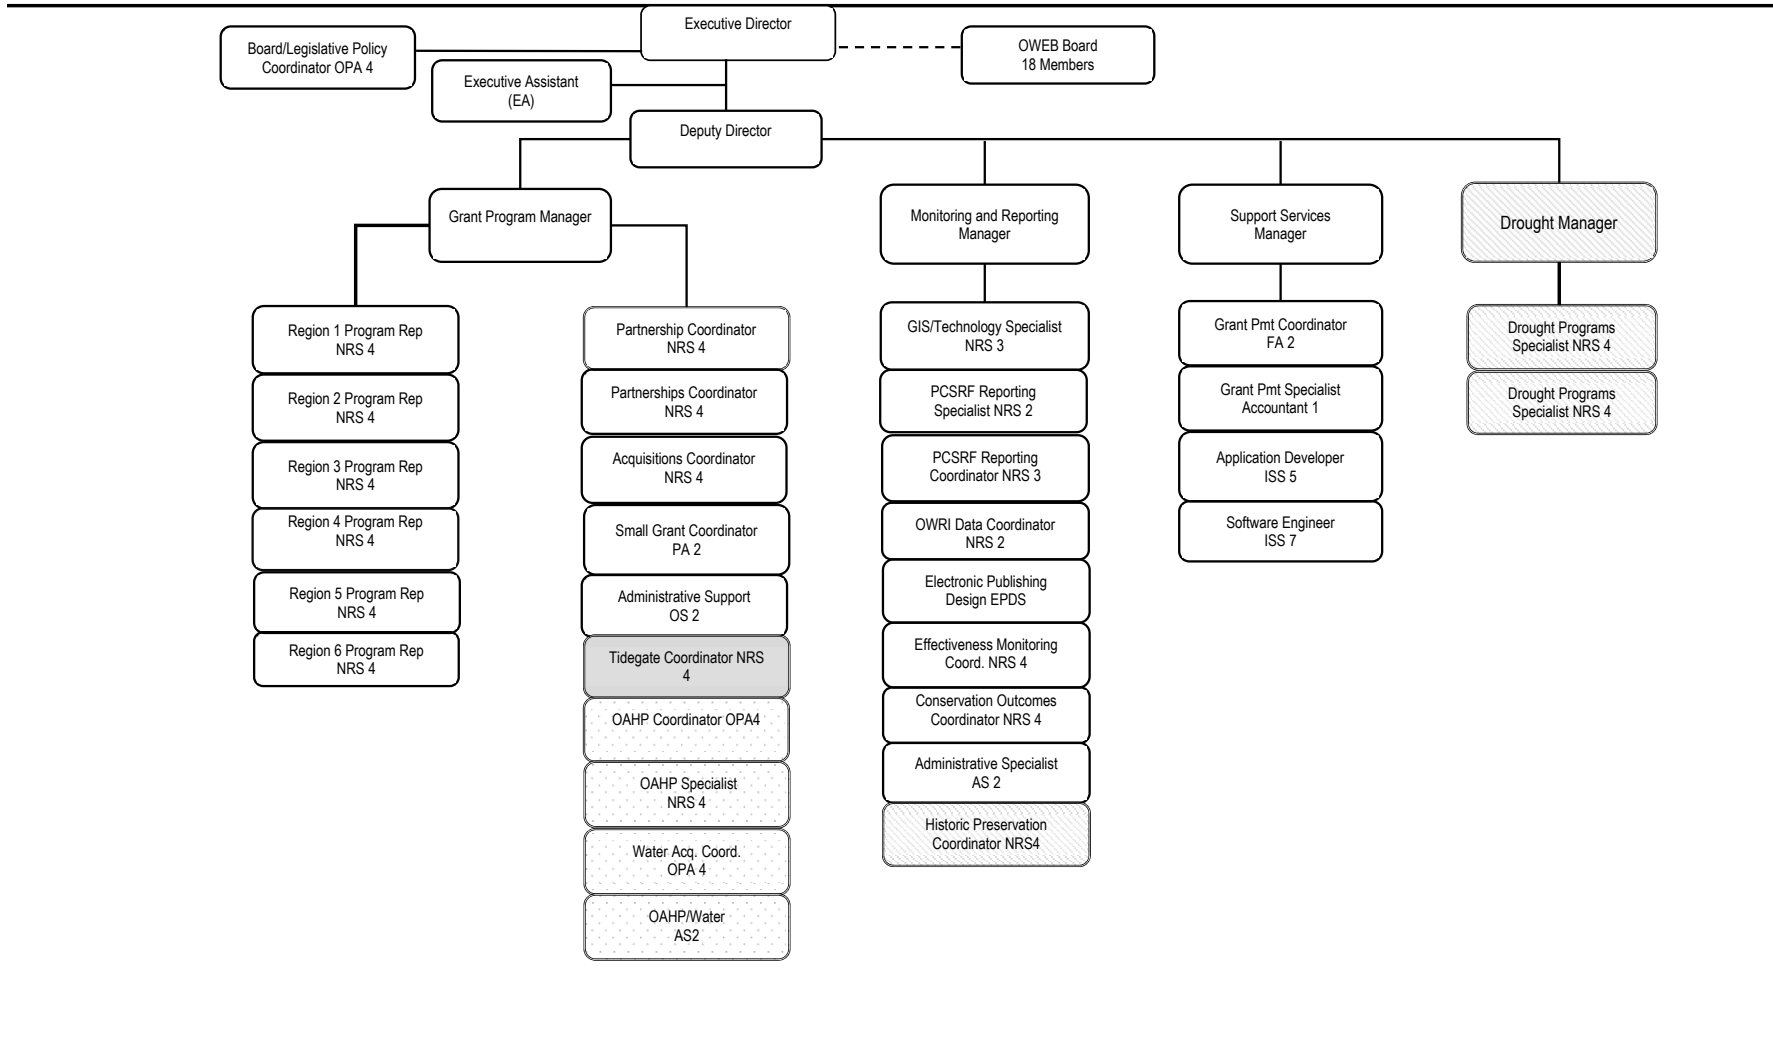 Executive Director
Board/Legislative Policy
Coordinator OPA 4
OWEB Board
18 Members
Executive Assistant
(EA)
Deputy Director
Grant Program Manager
Monitoring and Reporting
Manager
Support Services
Manager
Drought Manager
Region 1 Program Rep
NRS 4
Region 2 Program Rep
NRS 4
Region 3 Program Rep
NRS 4
Region 4 Program Rep
NRS 4
Region 5 Program Rep
NRS 4
Region 6 Program Rep
NRS 4
Partnership Coordinator
NRS 4
Partnerships Coordinator
NRS 4
Acquisitions Coordinator
NRS 4
Small Grant Coordinator
PA 2
Administrative Support
OS 2
Tidegate Coordinator NRS
4
OAHP Coordinator OPA4
OAHP Specialist
NRS 4
Water Acq. Coord.
OPA 4
OAHP/Water
AS2
GIS/Technology Specialist
NRS 3
PCSRF Reporting
Specialist NRS 2
PCSRF Reporting
Coordinator NRS 3
OWRI Data Coordinator
NRS 2
Electronic Publishing
Design EPDS
Effectiveness Monitoring
Coord. NRS 4
Conservation Outcomes
Coordinator NRS 4
Administrative Specialist
AS 2
Historic Preservation
Coordinator NRS4
Grant Pmt Coordinator
FA 2
Grant Pmt Specialist
Accountant 1
Application Developer
ISS 5
Software Engineer
ISS 7
Drought Programs
Specialist NRS 4
Drought Programs
Specialist NRS 4